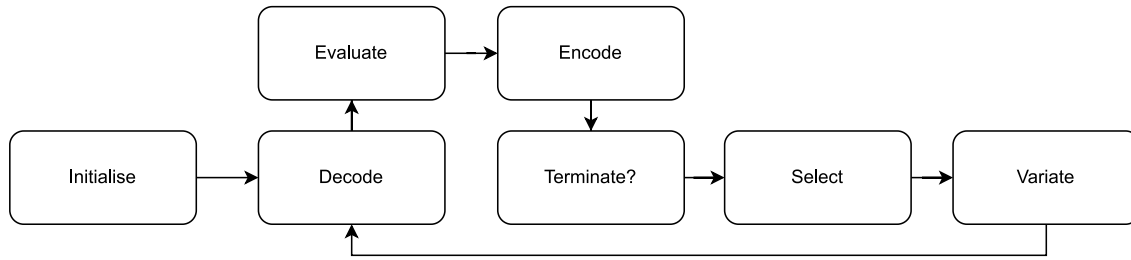 Evaluate
Encode
Initialise
Decode
Terminate?
Select
Variate